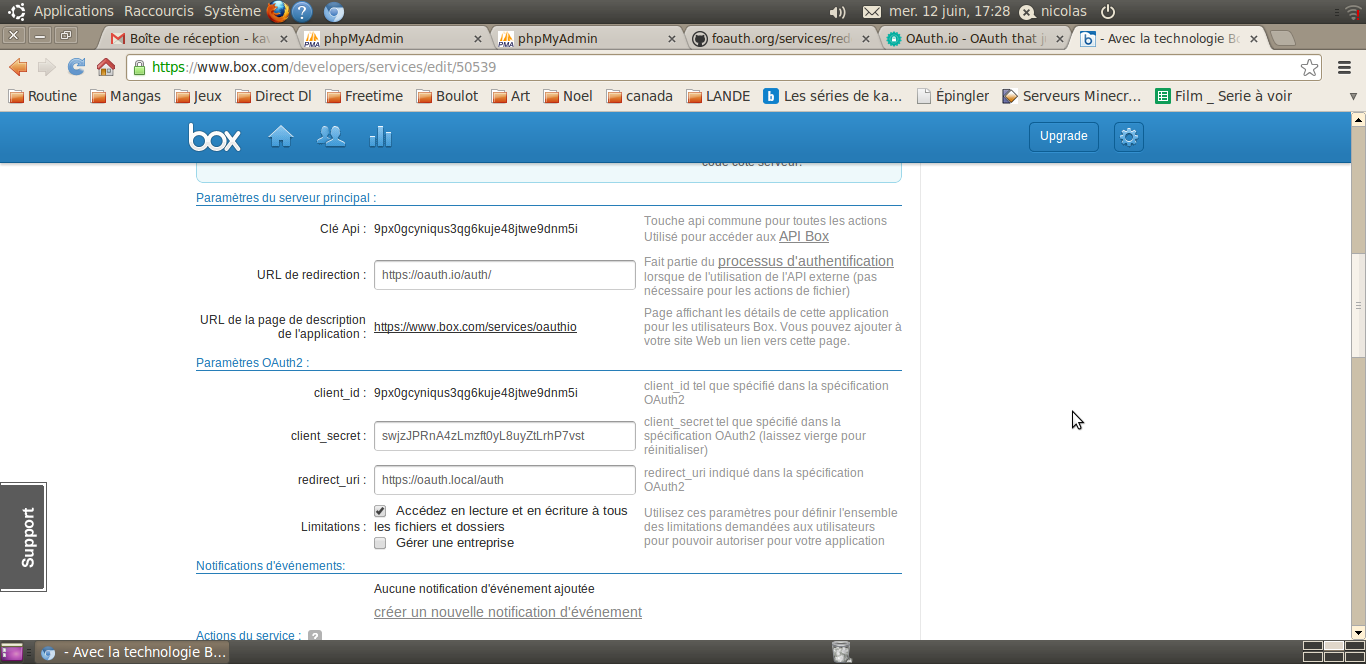 Applications Raccourcis Système mer. 12 juin, 17:28 nicolas
Boîte de réception - ka
phpMyAdmin
phpMyAdmin
foauth.org/services/red
OAuth.io - OAuth that j
- Avec la technologie Bo
https://www.box.com/developers/services/edit/50539
Routine Mangas Jeux Direct Dl Freetime Boulot Art Noel canada LANDE Les séries de ka... Épingler Serveurs Minecr... Film _ Serie à voir
box Upgrade
code côté serveur.
Paramètres du serveur principal :
Clé Api : 9px0gcyniqus3qg6kuje48jtwe9dnm5i
Touche api commune pour toutes les actions
Utilisé pour accéder aux API Box
URL de redirection : https://oauth.io/auth/
Fait partie du processus d'authentification
lorsque de l'utilisation de l'API externe (pas
nécessaire pour les actions de fichier)
URL de la page de description
de l'application :
https://www.box.com/services/oauthio
Page affichant les détails de cette application
pour les utilisateurs Box. Vous pouvez ajouter à
votre site Web un lien vers cette page.
Paramètres OAuth2 :
client_id : 9px0gcyniqus3qg6kuje48jtwe9dnm5i
client_id tel que spécifié dans la spécification
OAuth2
client_secret : swjzJPRnA4zLmzft0yL8uyZtLrhP7vst
client_secret tel que spécifié dans la
spécification OAuth2 (laissez vierge pour
réinitialiser)
redirect_uri : https://oauth.local/auth
redirect_uri indiqué dans la spécification
OAuth2
Limitations :
Accédez en lecture et en écriture à tous
les fichiers et dossiers
Gérer une entreprise
Utilisez ces paramètres pour définir l'ensemble
des limitations demandées aux utilisateurs
pour pouvoir autoriser pour votre application
Support
Notifications d'événements:
Aucune notification d'événement ajoutée
créer un nouvelle notification d'événement
Actions du service : ?
- Avec la technologie B...